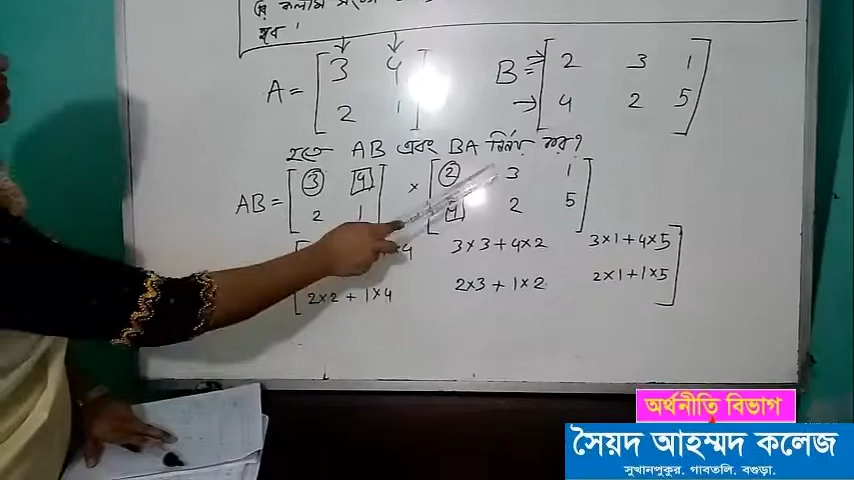 হব ।
A = [ 3 4
2 1 ]
B = [ 2 3 1
4 2 5 ]
হতে AB এবং BA নির্ণয় কর?
AB = [ 3 4
2 1 ] × [ 2 3 1
4 2 5 ]
×4 3×3+4×2 3×1+4×5
2×2 + 1×4 2×3 + 1×2 2×1+1×5
অর্থনীতি বিভাগ
সৈয়দ আহম্মদ কলেজ
সুখানপুকুর, গাবতলি, বগুড়া.